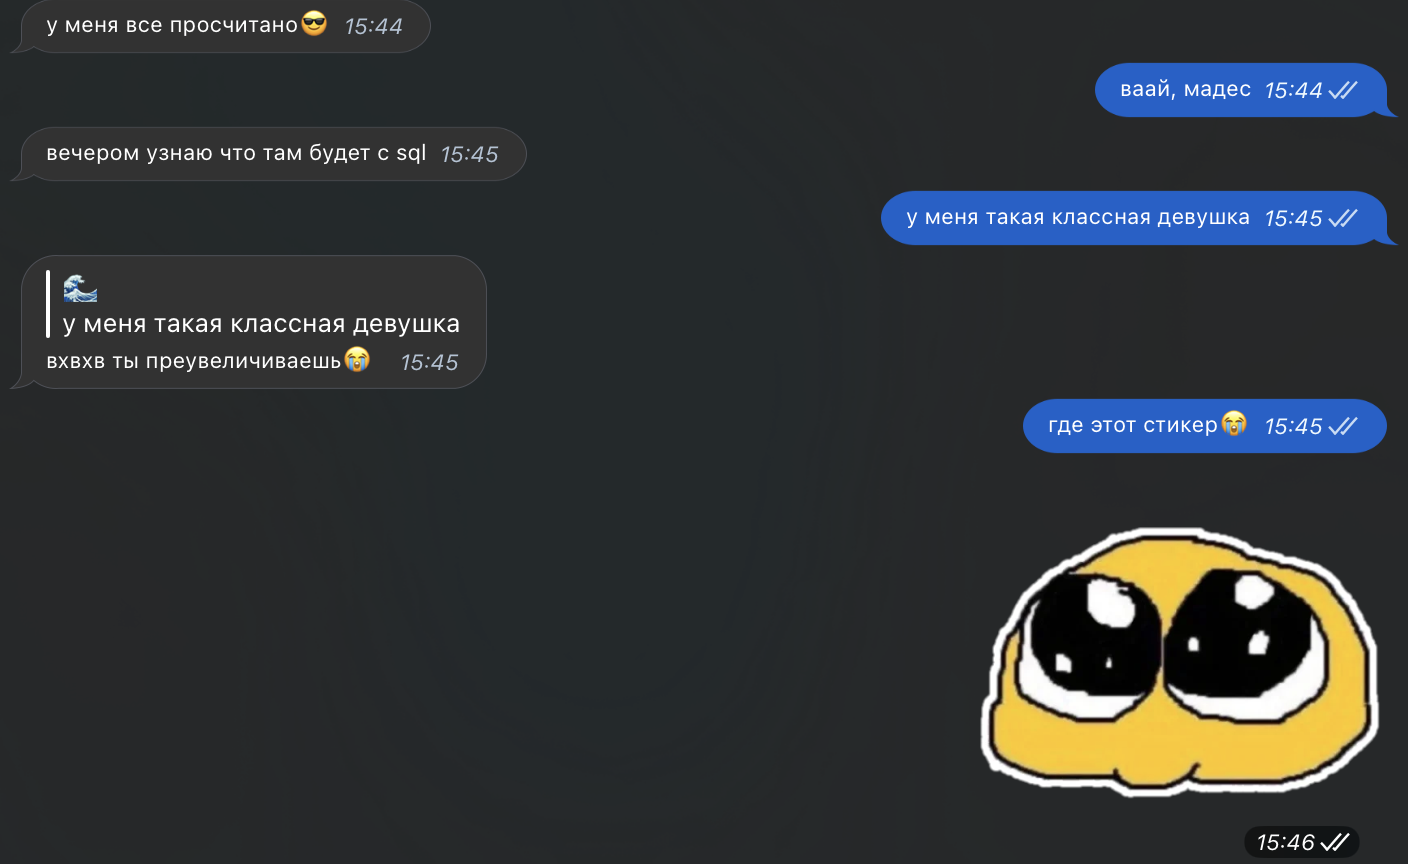 у меня все просчитано😎 15:44
ваай, мадес 15:44
вечером узнаю что там будет с sql 15:45
у меня такая классная девушка 15:45
🌊
у меня такая классная девушка
вхвхв ты преувеличиваешь😭 15:45
где этот стикер😭 15:45
15:46